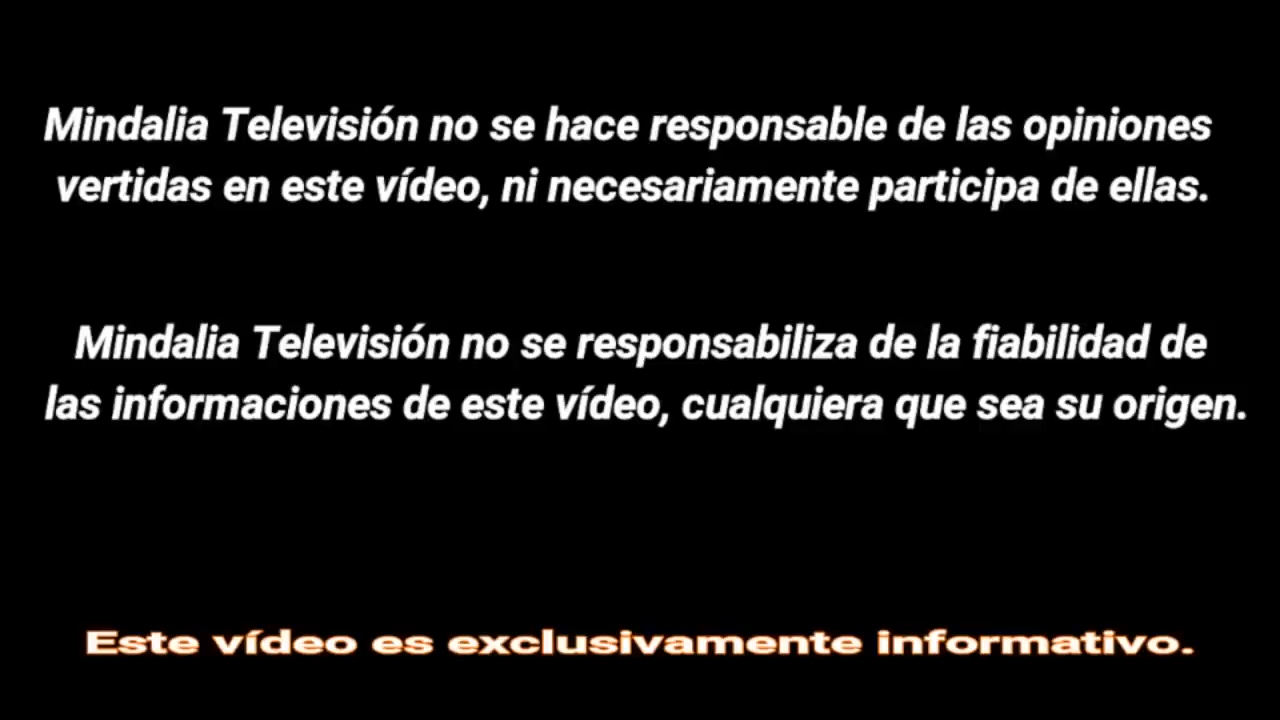 Mindalia Televisión no se hace responsable de las opiniones
vertidas en este vídeo, ni necesariamente participa de ellas.
Mindalia Televisión no se responsabiliza de la fiabilidad de
las informaciones de este vídeo, cualquiera que sea su origen.
Este vídeo es exclusivamente informativo.